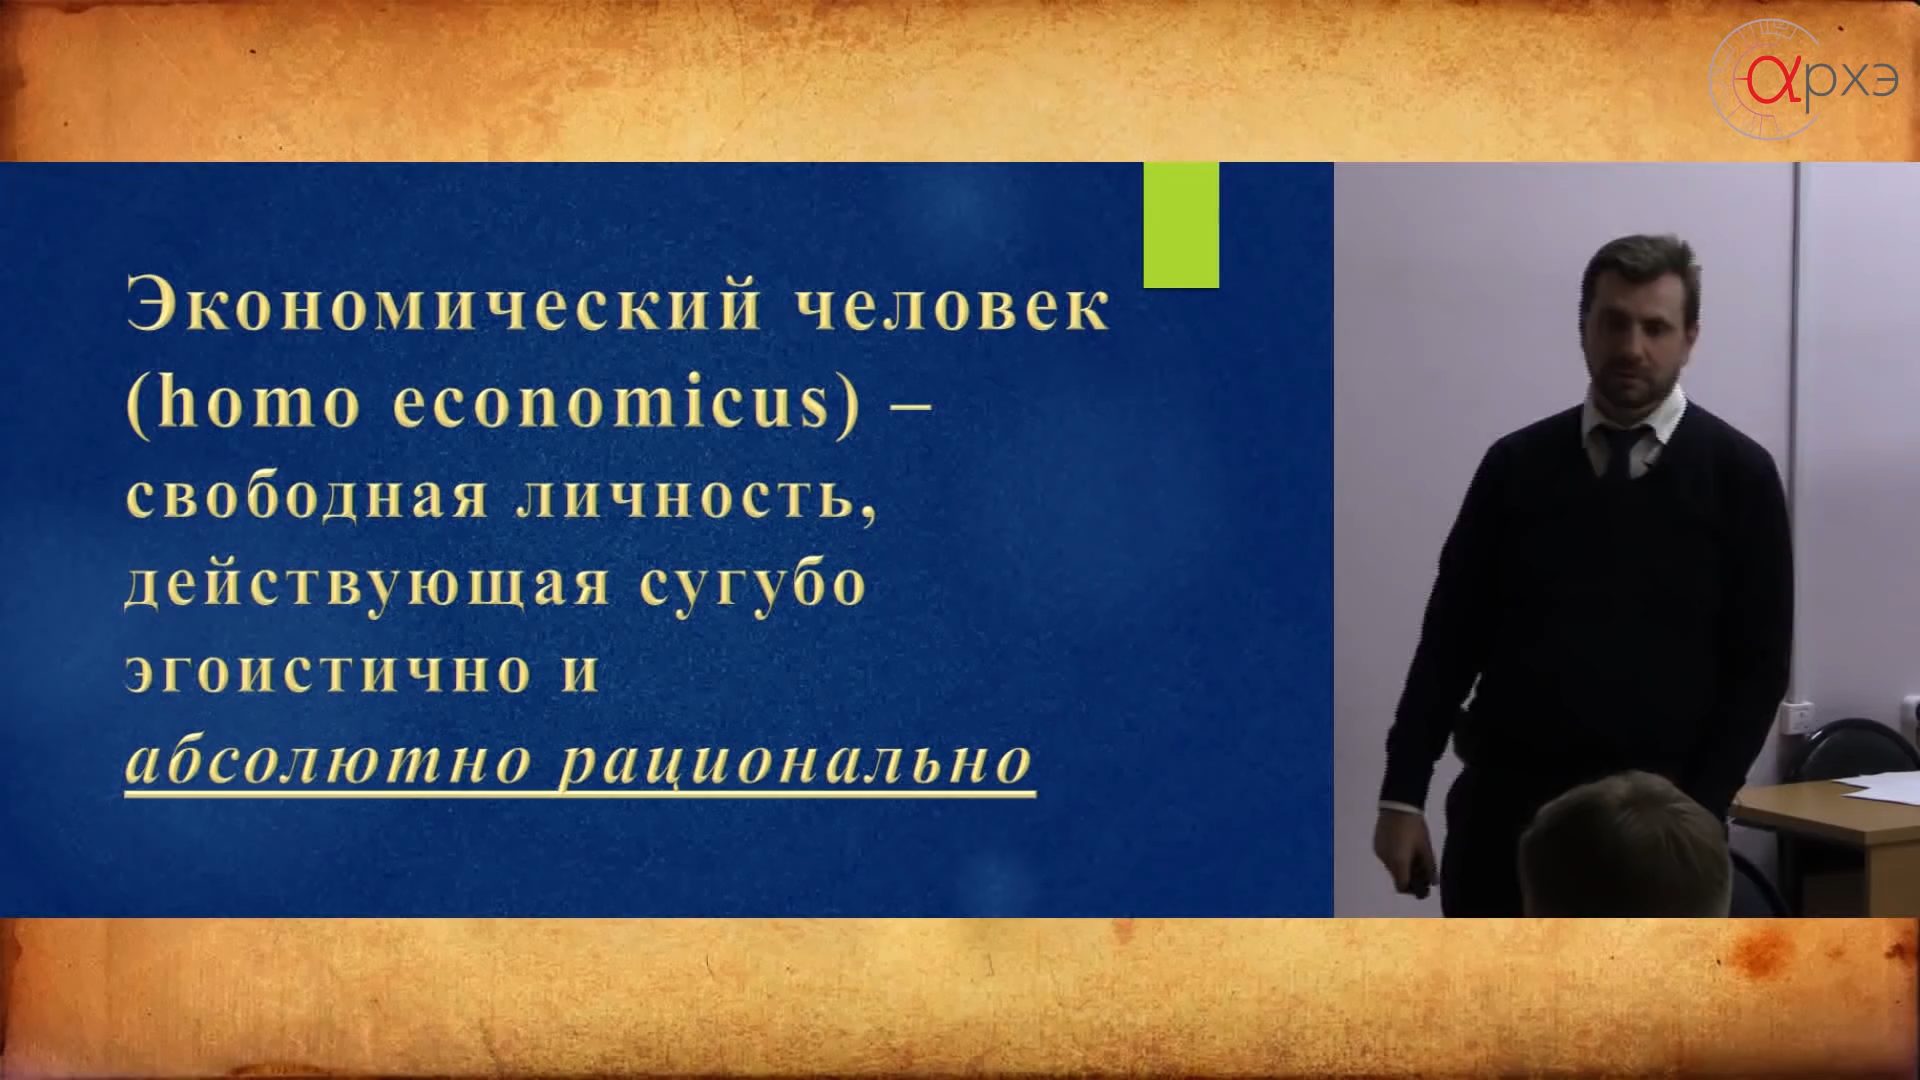 αрхэ
Экономический человек
(homo economicus) –
свободная личность,
действующая сугубо
эгоистично и
абсолютно рационально